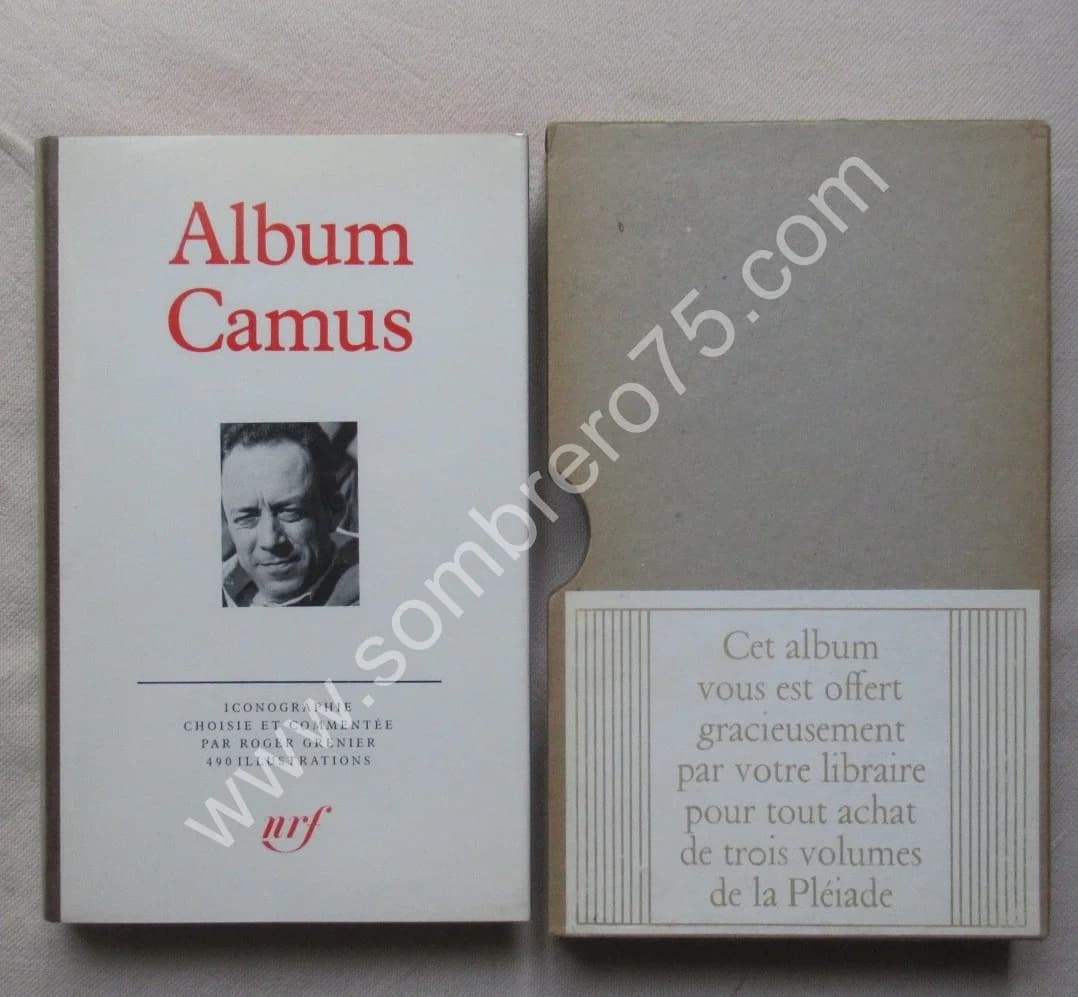 Album
Camus
ICONOGRAPHIE
CHOISIE ET COMMENTÉE
PAR ROGER GRENIER
490 ILLUSTRATIONS
nrf
Cet album
vous est offert
gracieusement
par votre libraire
pour tout achat
de trois volumes
de la Pléiade
www.sombrero75.com